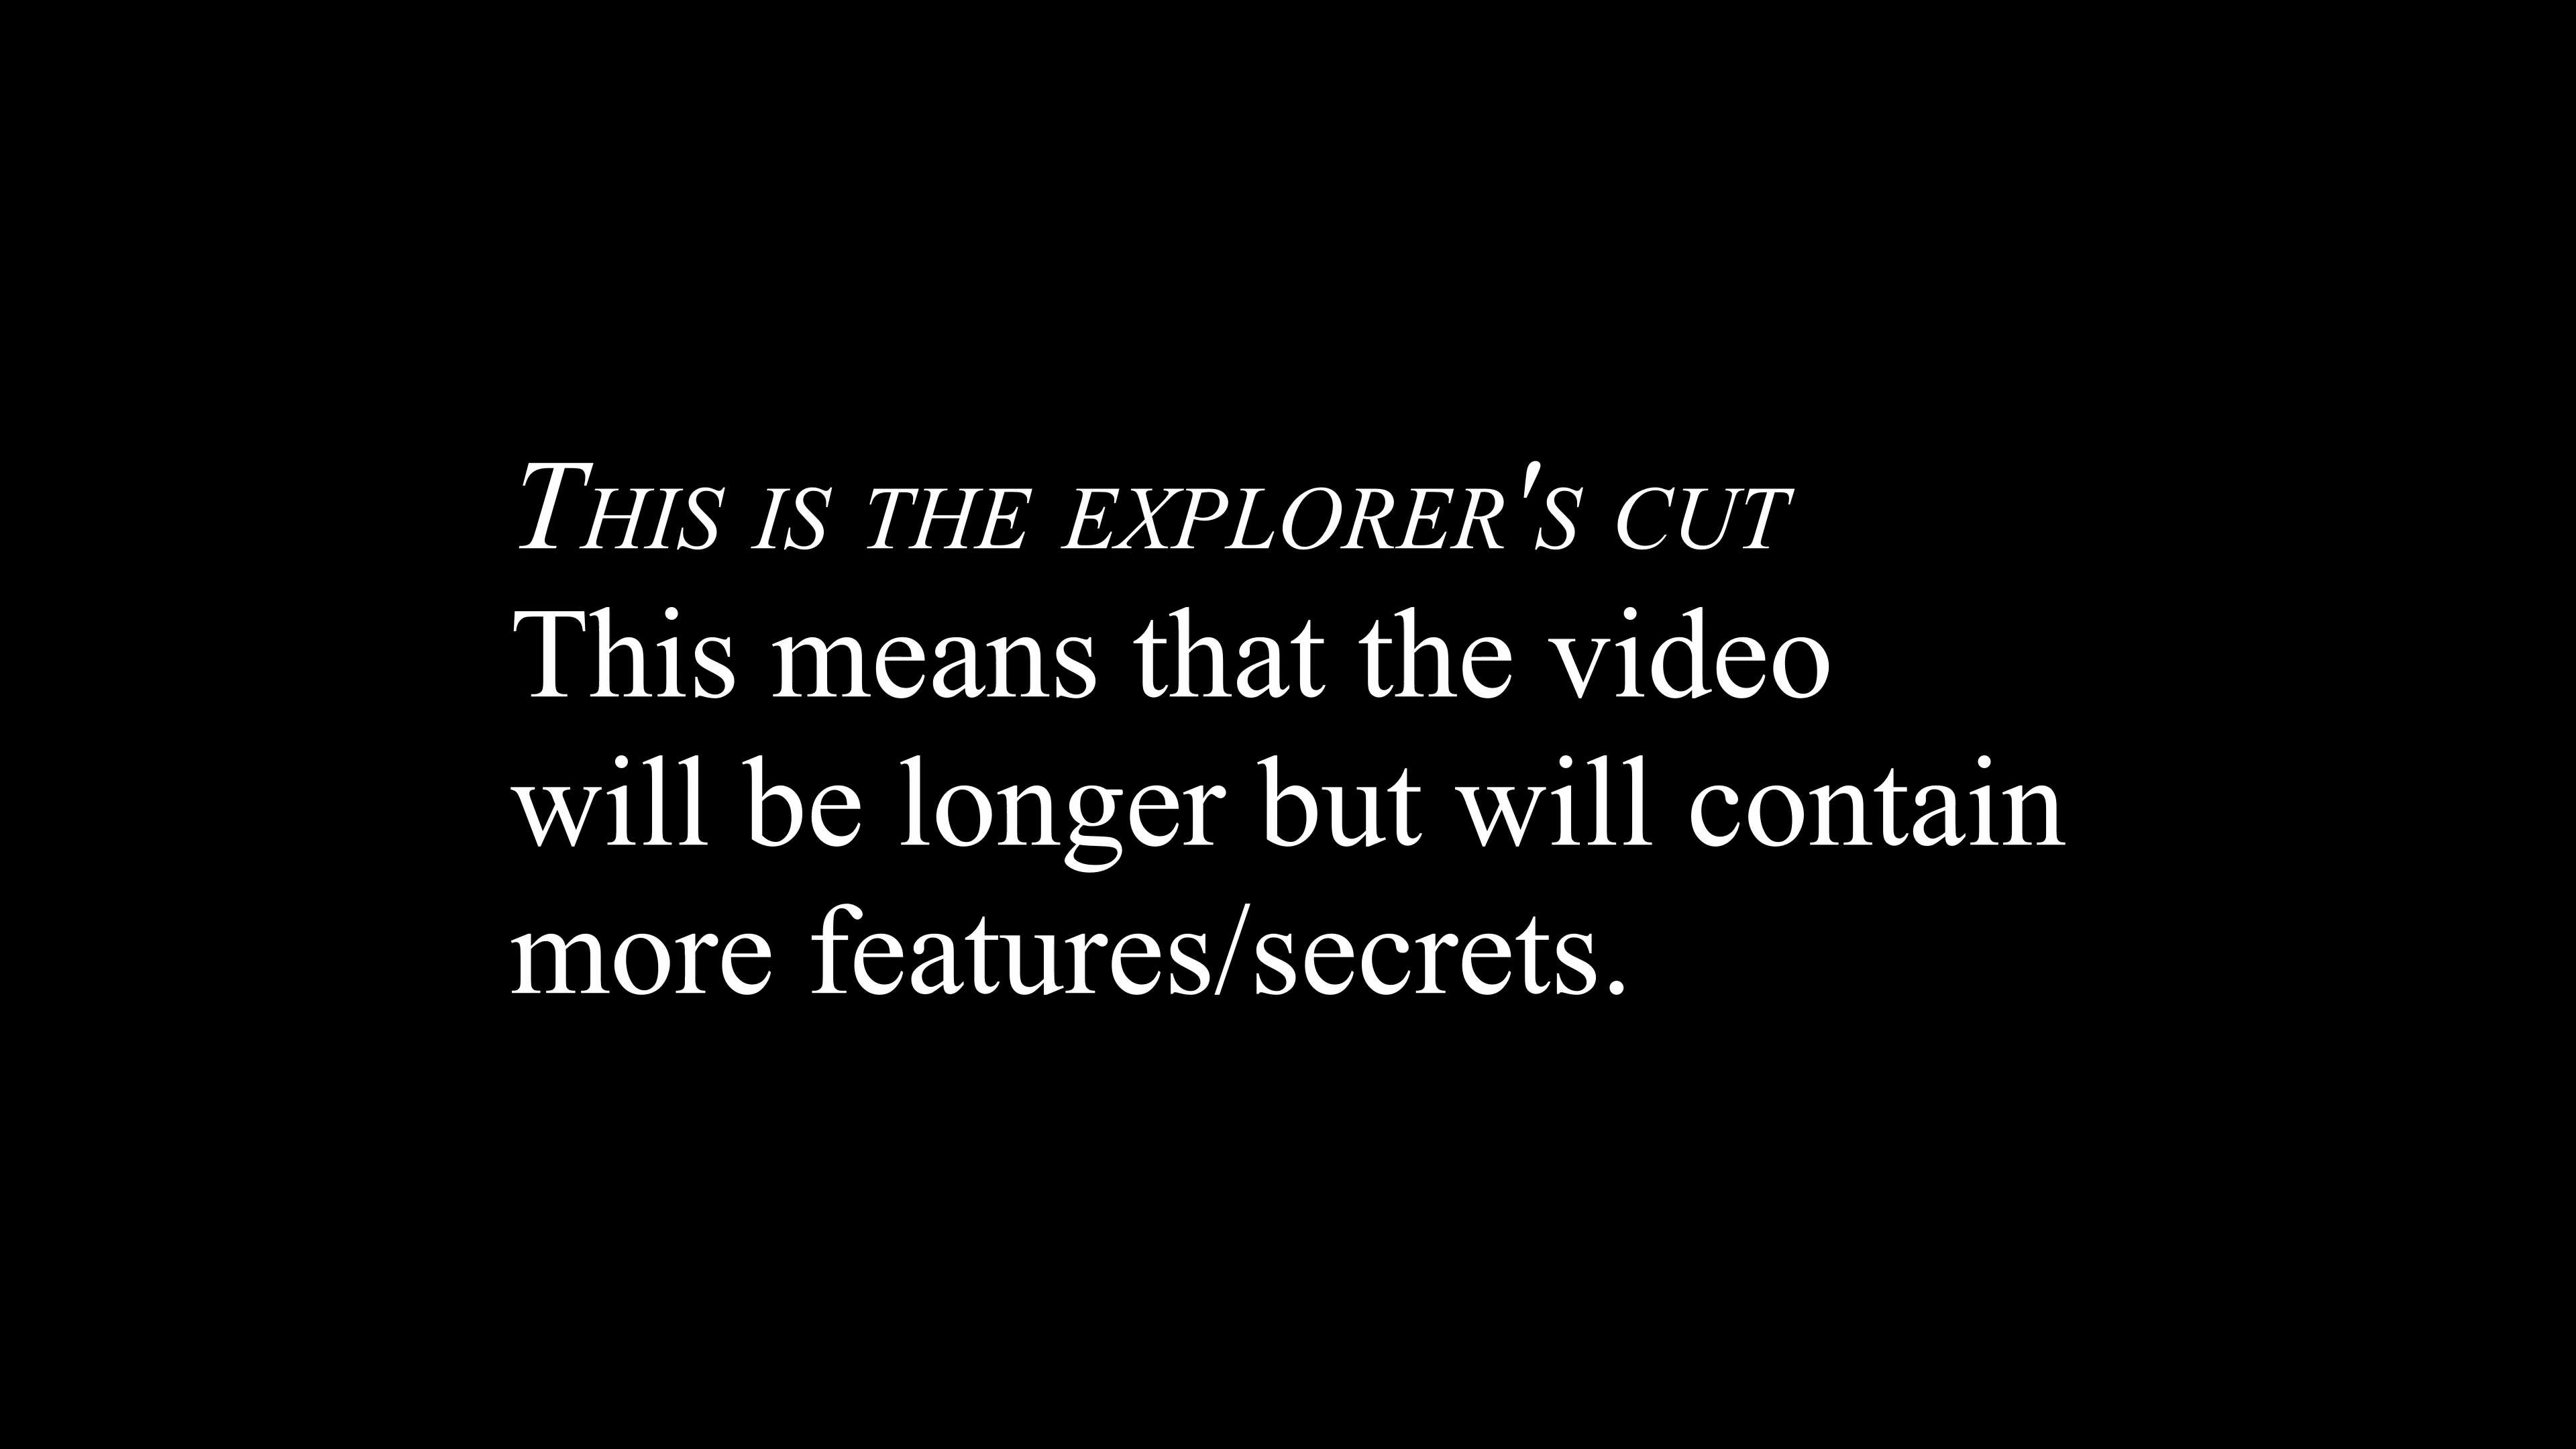 This is the explorer's cut
This means that the video
will be longer but will contain
more features/secrets.